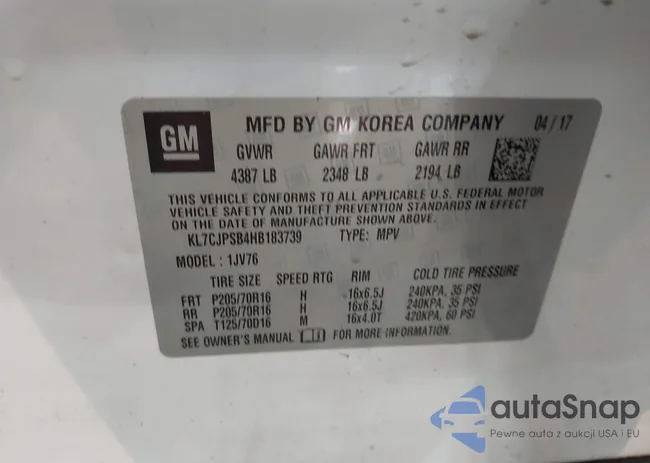 GM
MFD BY GM KOREA COMPANY 04/17
GVWR GAWR FRT GAWR RR
4387 LB 2348 LB 2194 LB
THIS VEHICLE CONFORMS TO ALL APPLICABLE U.S. FEDERAL MOTOR
VEHICLE SAFETY AND THEFT PREVENTION STANDARDS IN EFFECT
ON THE DATE OF MANUFACTURE SHOWN ABOVE.
KL7CJPSB4HB183739 TYPE: MPV
MODEL: 1JV76
TIRE SIZE SPEED RTG RIM COLD TIRE PRESSURE
FRT P205/70R16 H 16x6.5J 240KPA, 35 PSI
RR P205/70R16 H 16x6.5J 240KPA, 35 PSI
SPA T125/70D16 M 16x4.0T 420KPA, 60 PSI
SEE OWNER'S MANUAL FOR MORE INFORMATION.
autaSnap
Pewne auta z aukcji USA i EU